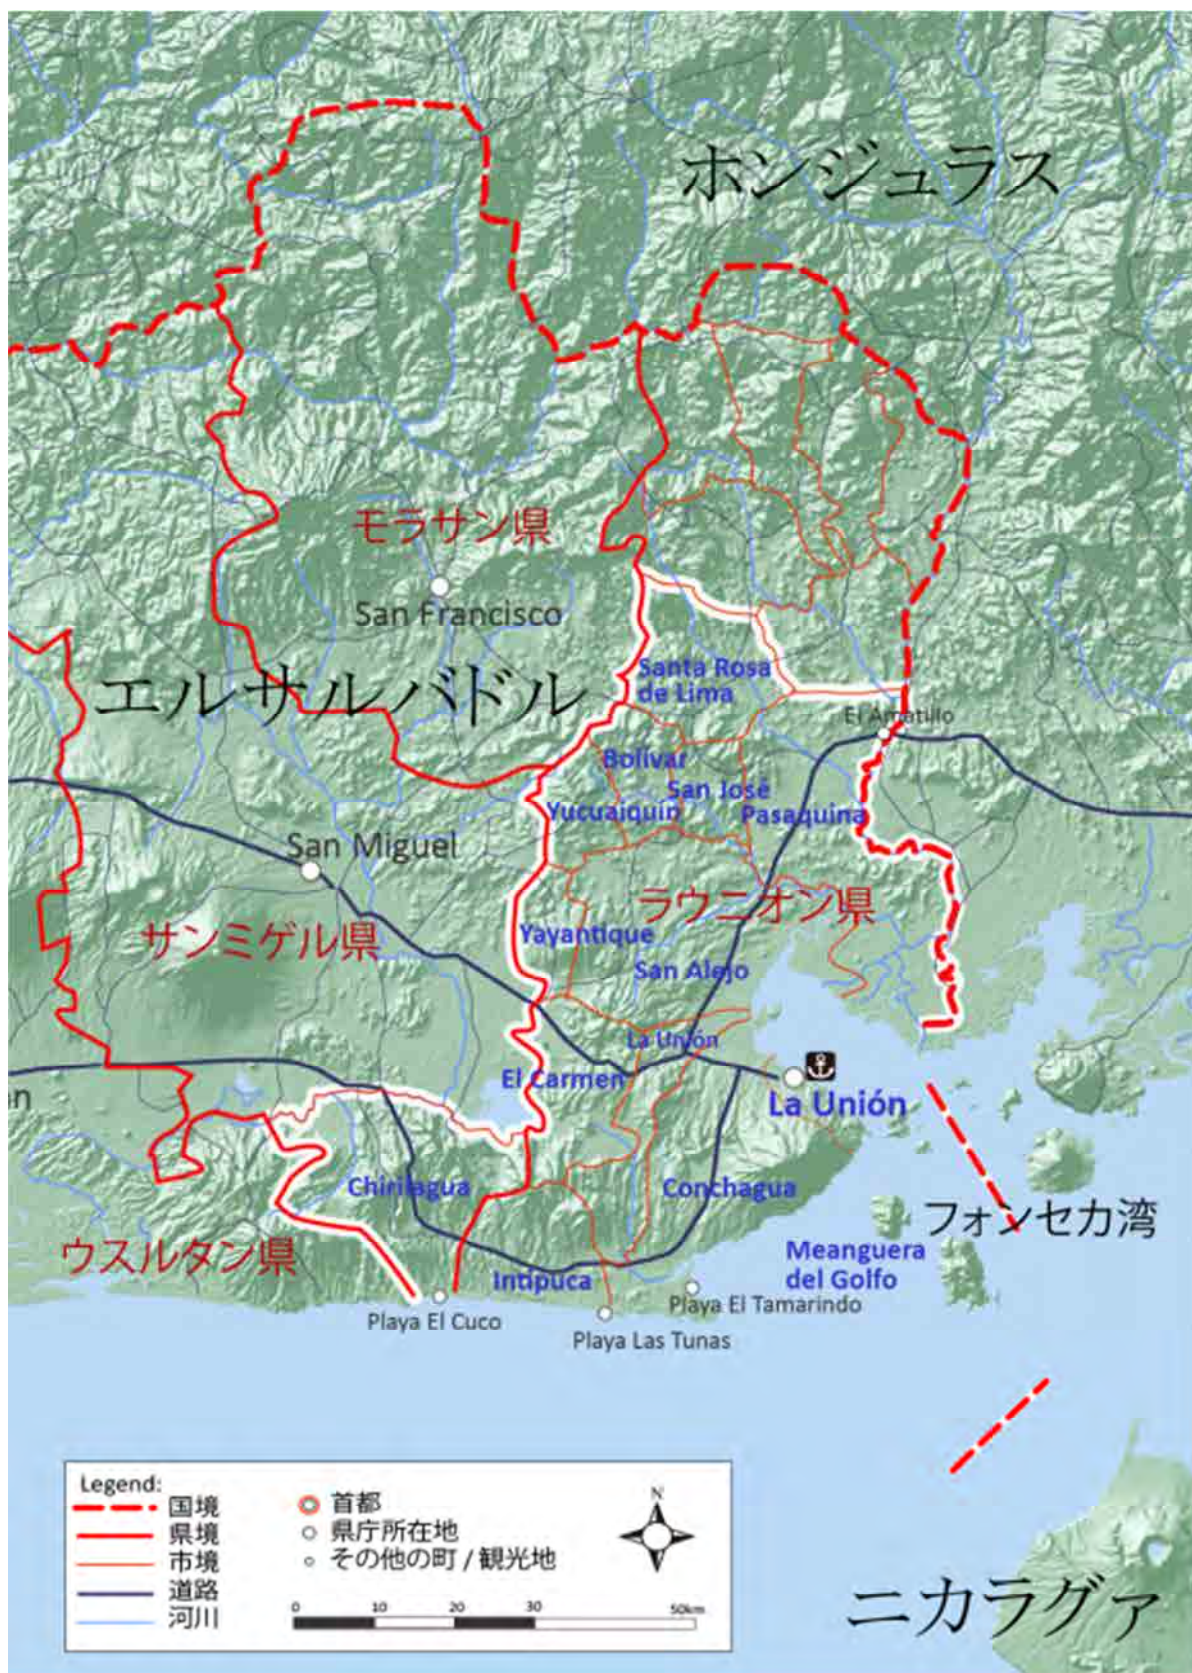 ホンジュラス
モラサン県
San Francisco
エルサルバドル
Santa Rosa
de Lima
El Amatillo
Bolivar
San José
Yucuaiquin
Pasaquina
San Miguel
ラウニオン県
サンミゲル県
Yayantique
San Alejo
La Unión
El Carmen
La Unión
n
Chirilagua
Conchagua
フォンセカ湾
ウスルタン県
Meanguera
del Golfo
Intipuca
Playa El Tamarindo
Playa El Cuco
Playa Las Tunas
Legend:
国境
県境
市境
道路
河川
首都
県庁所在地
その他の町 / 観光地
N
0 10 20 30 50km
ニカラグァ